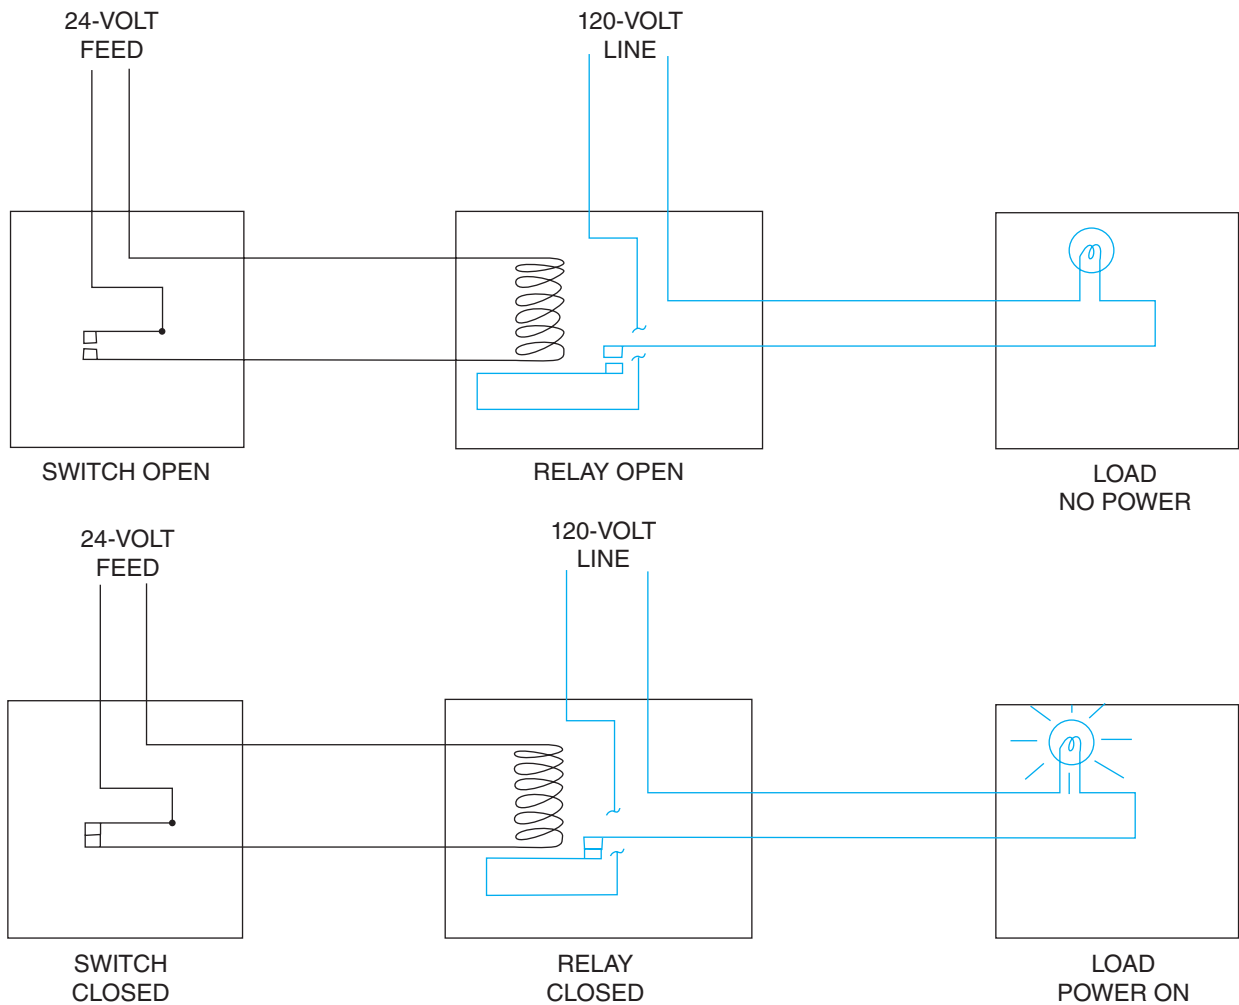 24-VOLT
FEED
120-VOLT
LINE
SWITCH OPEN
RELAY OPEN
LOAD
NO POWER
24-VOLT
FEED
120-VOLT
LINE
SWITCH
CLOSED
RELAY
CLOSED
LOAD
POWER ON